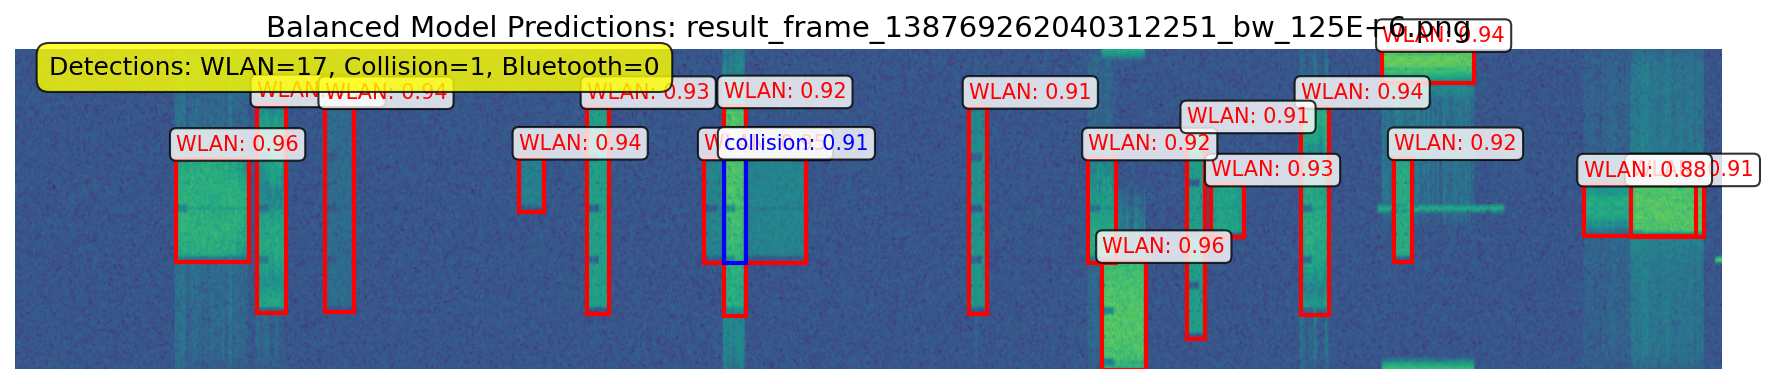 Balanced Model Predictions: result_frame_138769262040312251_bw_125E+6.png
WLAN: 0.94
Detections: WLAN=17, Collision=1, Bluetooth=0
WLAN
WLAN: 0.94
WLAN: 0.93
WLAN: 0.92
WLAN: 0.91
WLAN: 0.94
WLAN: 0.91
WLAN: 0.96
WLAN: 0.94
collision: 0.91
WLAN: 0.92
WLAN: 0.92
WLAN: 0.93
WLAN: 0.88
0.91
WLAN: 0.96